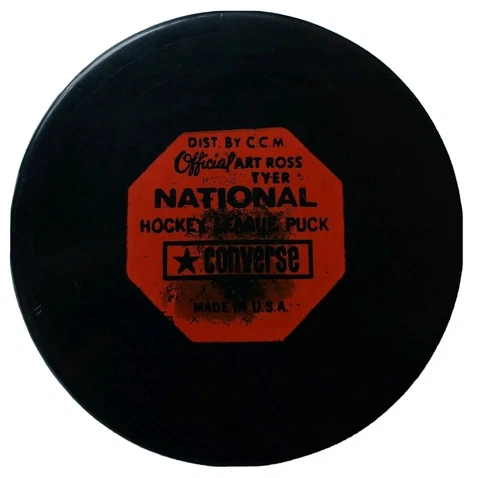 DIST. BY C.C.M.
Official ART ROSS
TYER
NATIONAL
HOCKEY LEAGUE PUCK
★ converse
MADE IN U.S.A.